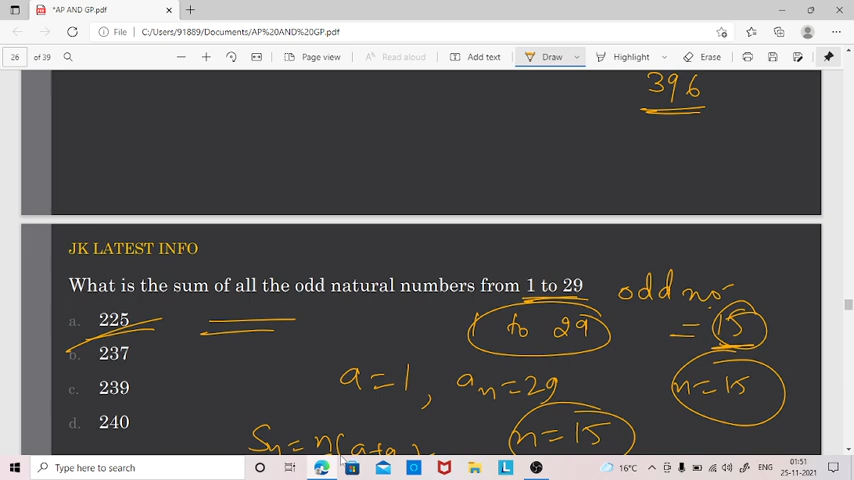 *AP AND GP.pdf
File C:/Users/91889/Documents/AP%20AND%20GP.pdf
26 of 39 Page view Read aloud Add text Draw Highlight Erase
396
JK LATEST INFO
What is the sum of all the odd natural numbers from 1 to 29
odd no
a. 225
1 to 29 = 15
b. 237
a = 1, an = 29 n = 15
c. 239
d. 240
n = 15
Sn = n(a+a
Type here to search 16°C ENG 01:51
25-11-2021